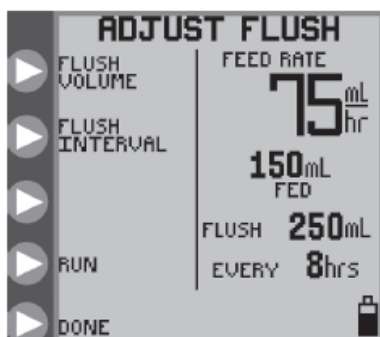 ADJUST FLUSH
FLUSH
VOLUME
FLUSH
INTERVAL
RUN
DONE
FEED RATE
75 mL/hr
150mL
FED
FLUSH 250mL
EVERY 8hrs